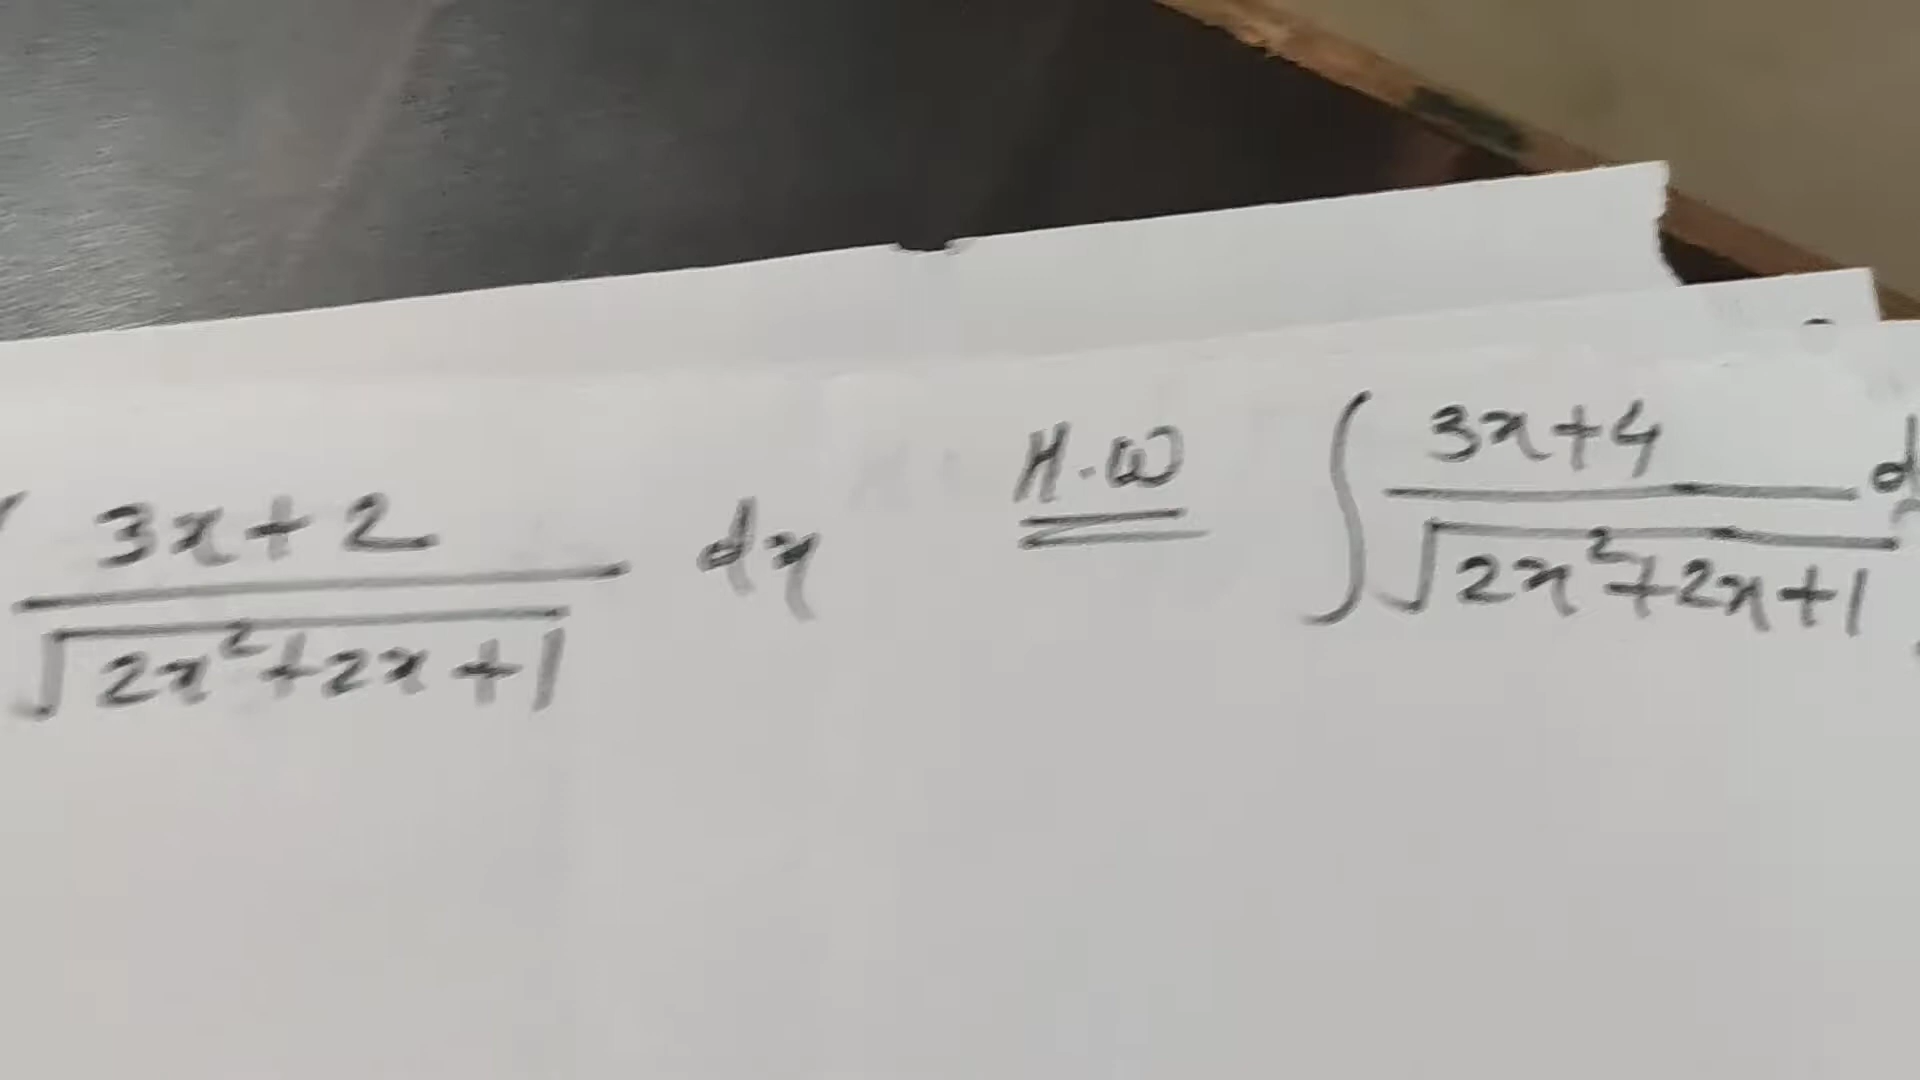 ∫ (3x+2)/√(2x²+2x+1) dx
H.W ∫ (3x+4)/√(2x²+2x+1) d